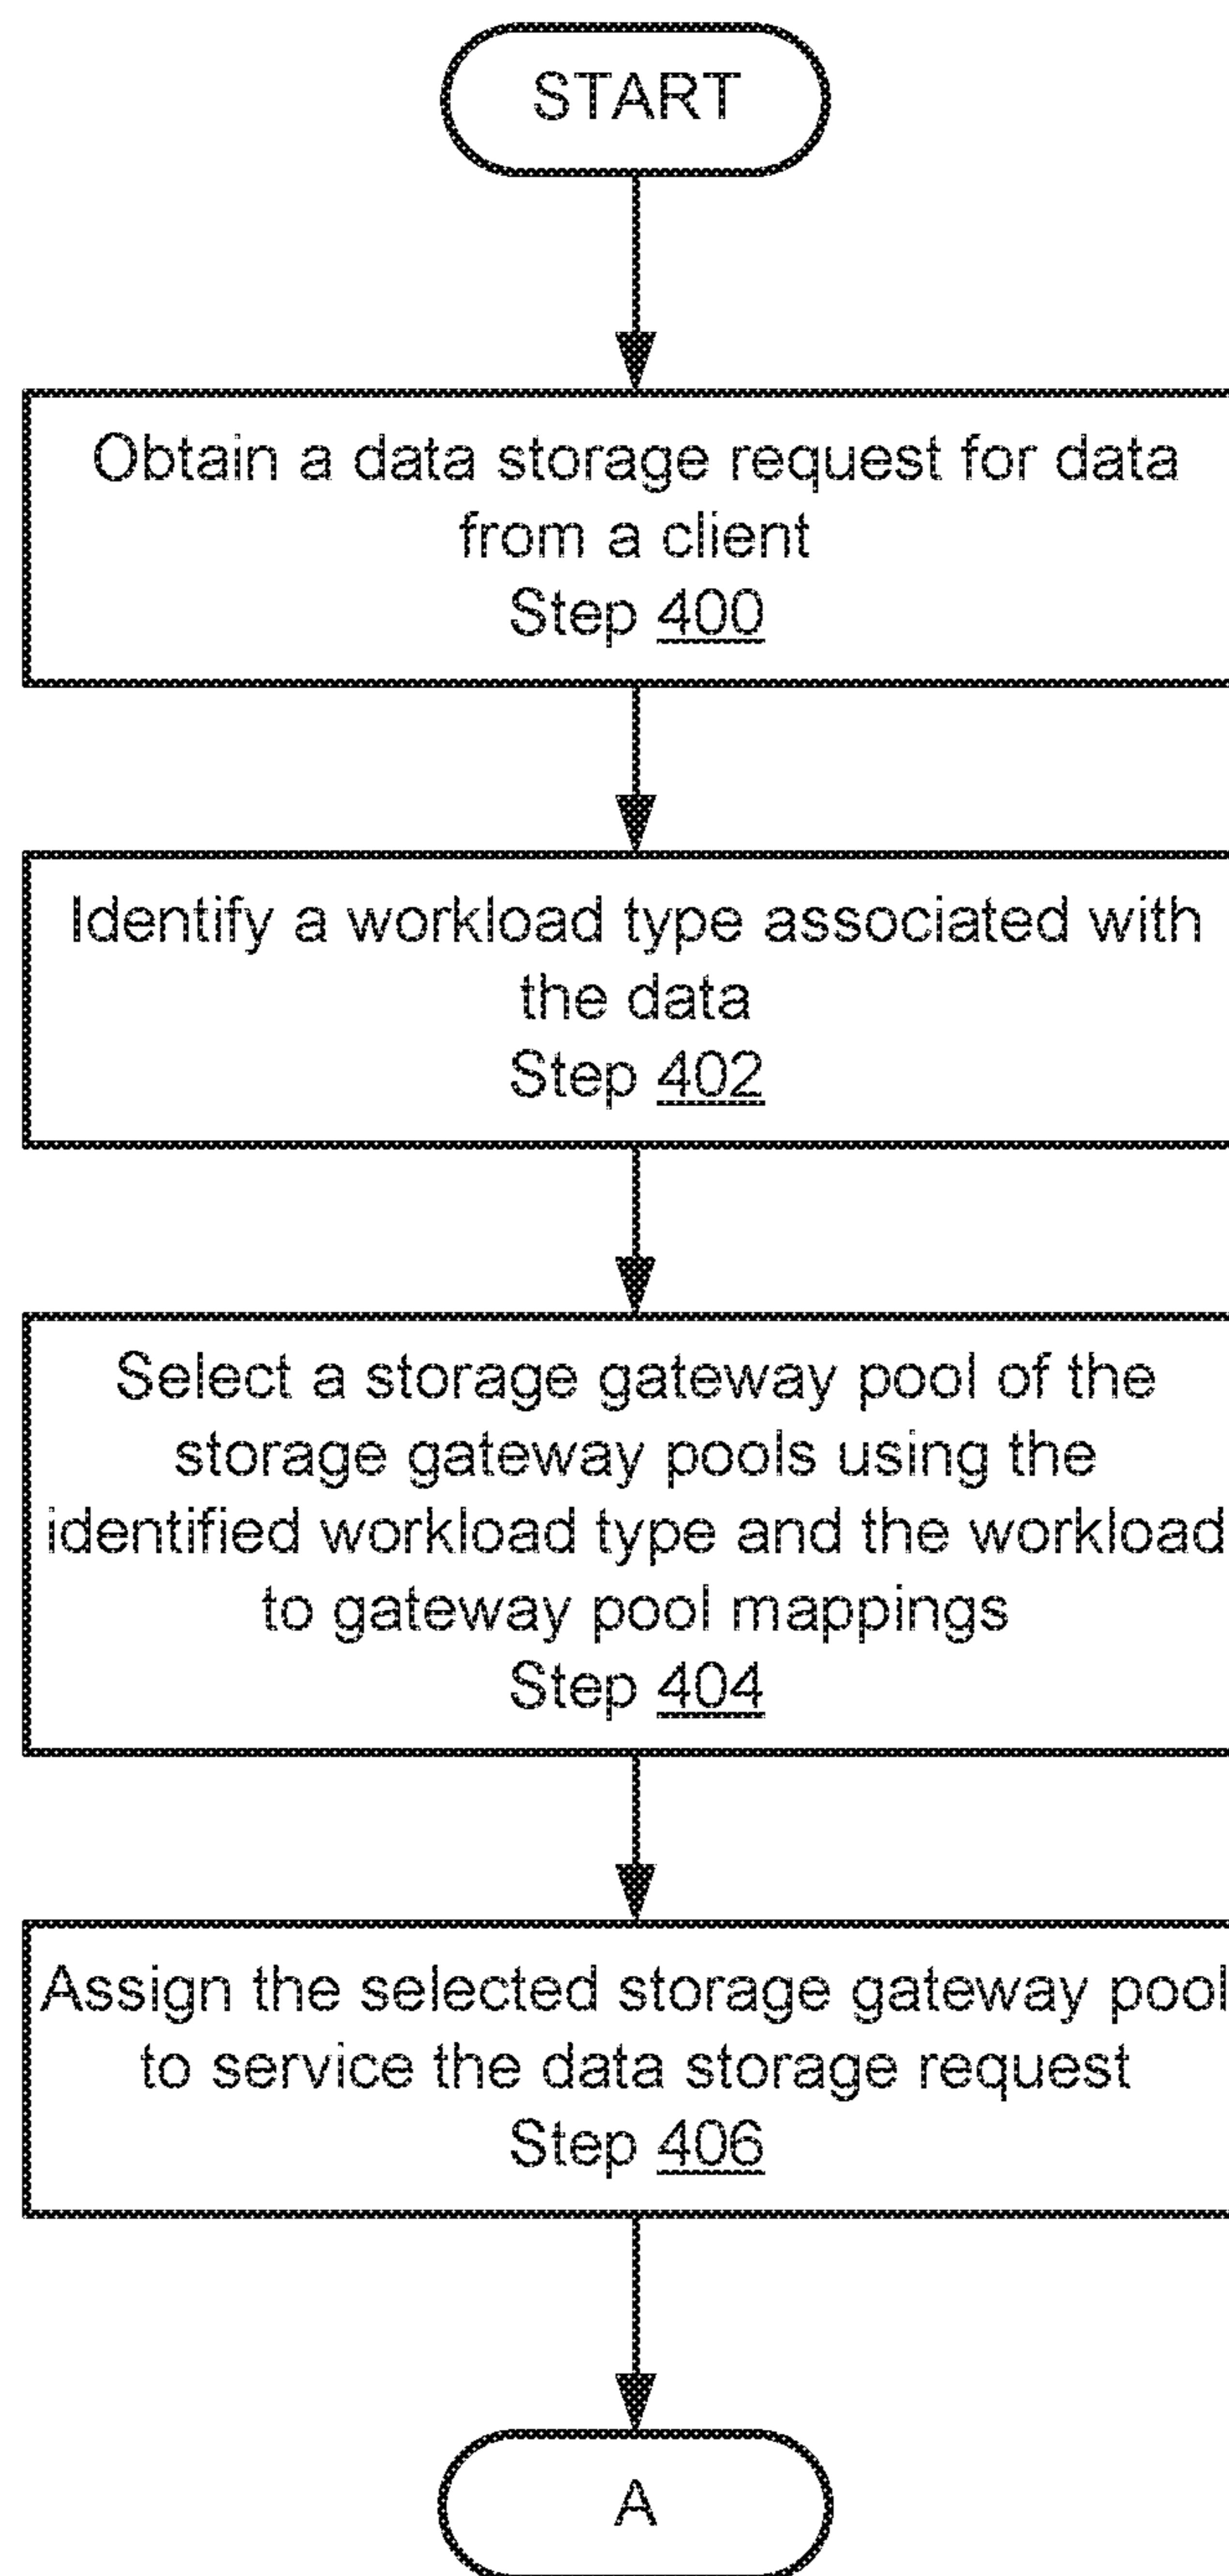 START
Obtain a data storage request for data
from a client
Step 400
Identify a workload type associated with
the data
Step 402
Select a storage gateway pool of the
storage gateway pools using the
identified workload type and the workload
to gateway pool mappings
Step 404
Assign the selected storage gateway pool
to service the data storage request
Step 406
A